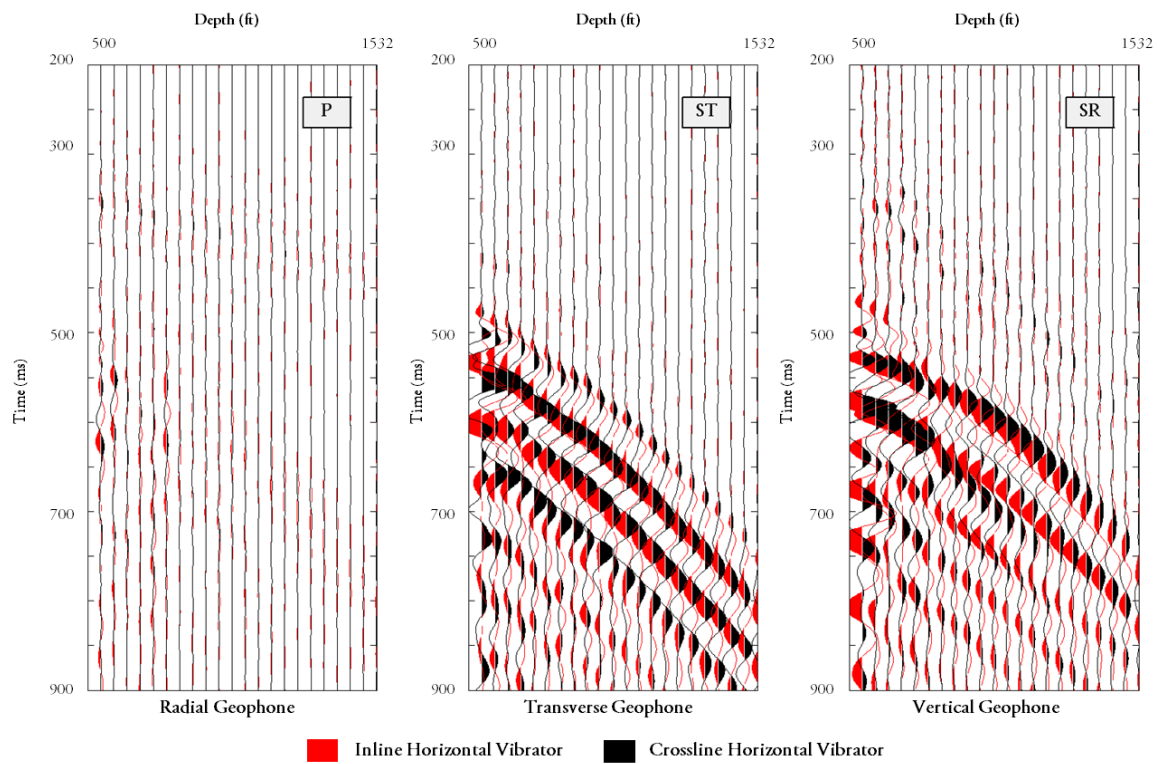 Depth (ft)
500 1532
200
300
500
700
900
Time (ms)
P
Radial Geophone
Depth (ft)
500 1532
200
300
500
700
900
Time (ms)
ST
Transverse Geophone
Depth (ft)
500 1532
200
300
500
700
900
Time (ms)
SR
Vertical Geophone
Inline Horizontal Vibrator
Crossline Horizontal Vibrator